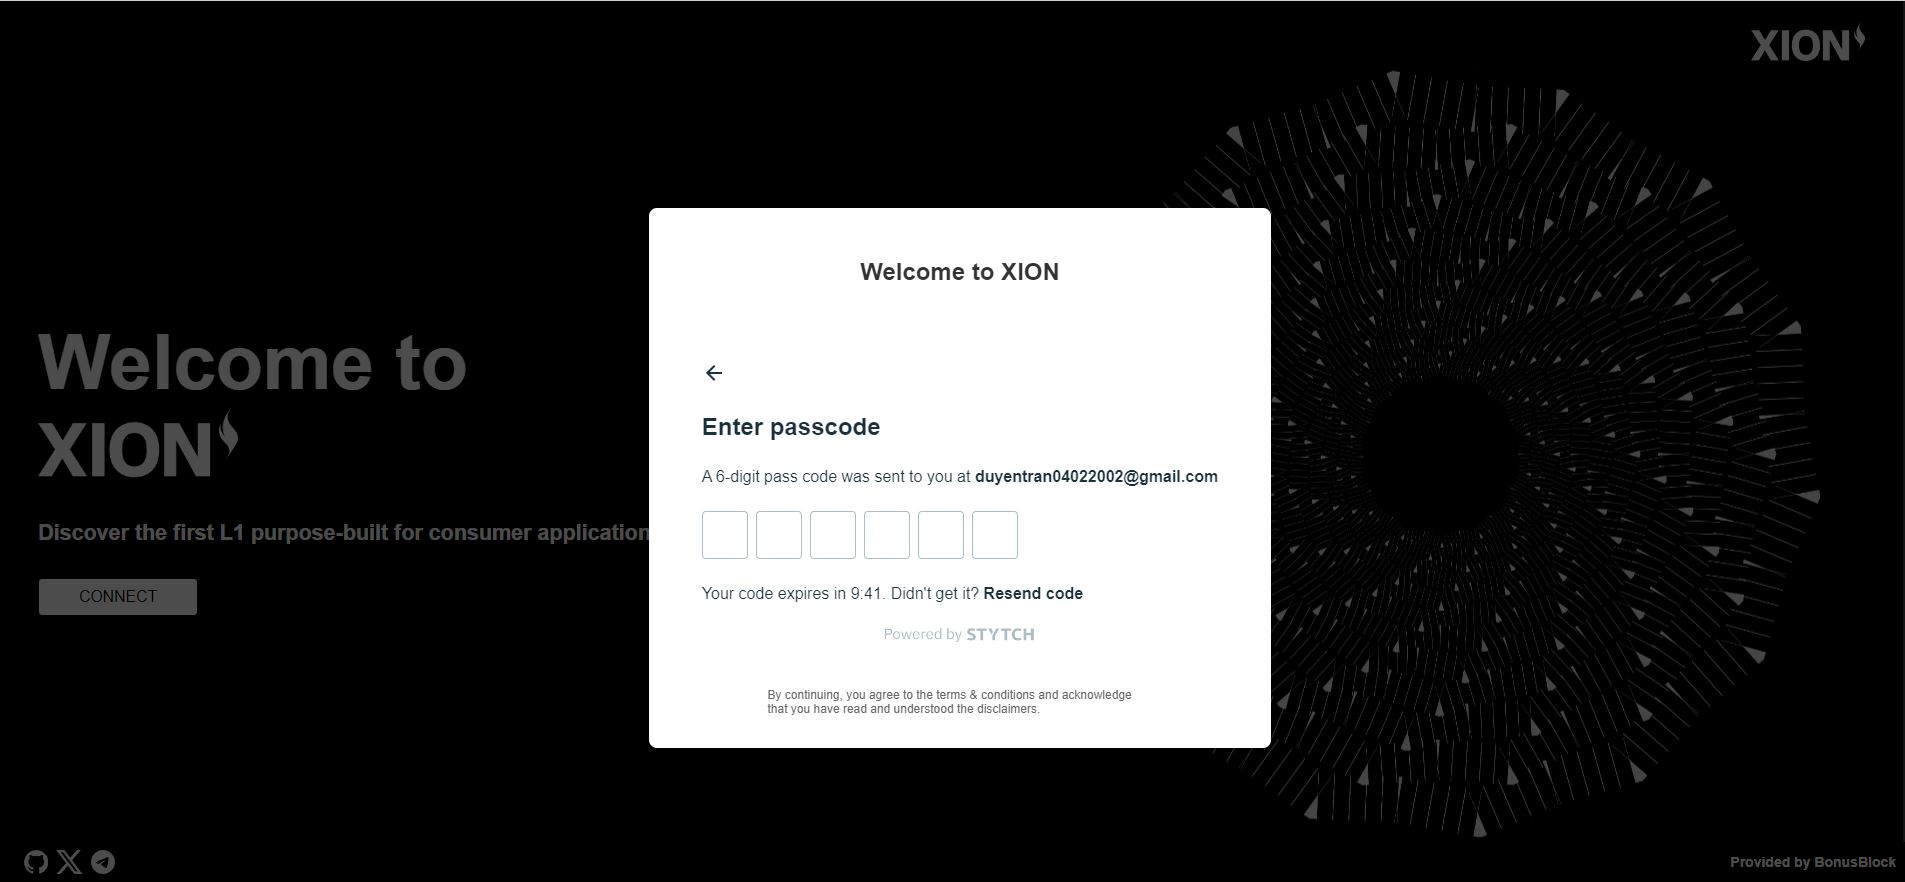 XION
Welcome to
XION
Discover the first L1 purpose-built for consumer application
CONNECT
Welcome to XION
Enter passcode
A 6-digit pass code was sent to you at duyentran04022002@gmail.com
Your code expires in 9:41. Didn't get it? Resend code
Powered by STYTCH
By continuing, you agree to the terms & conditions and acknowledge
that you have read and understood the disclaimers.
Provided by BonusBlock